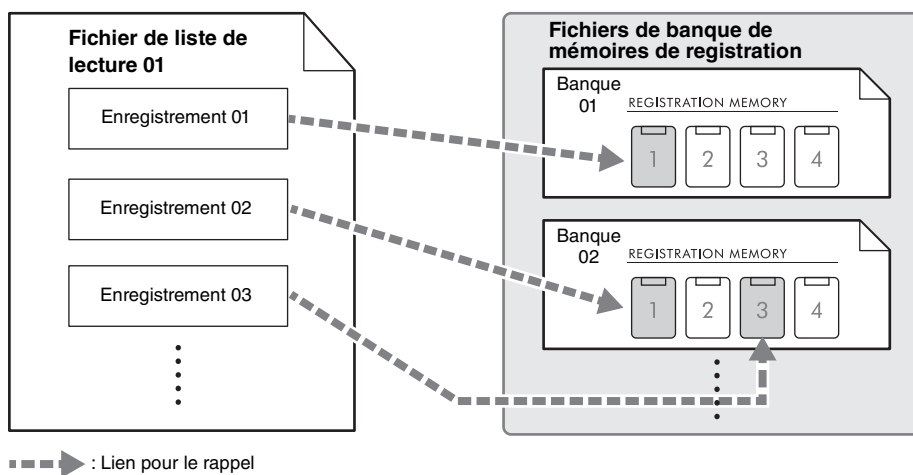 Fichier de liste de
lecture 01
Enregistrement 01
Enregistrement 02
Enregistrement 03
Fichiers de banque de
mémoires de registration
Banque
01
REGISTRATION MEMORY
1 2 3 4
Banque
02
REGISTRATION MEMORY
1 2 3 4
: Lien pour le rappel